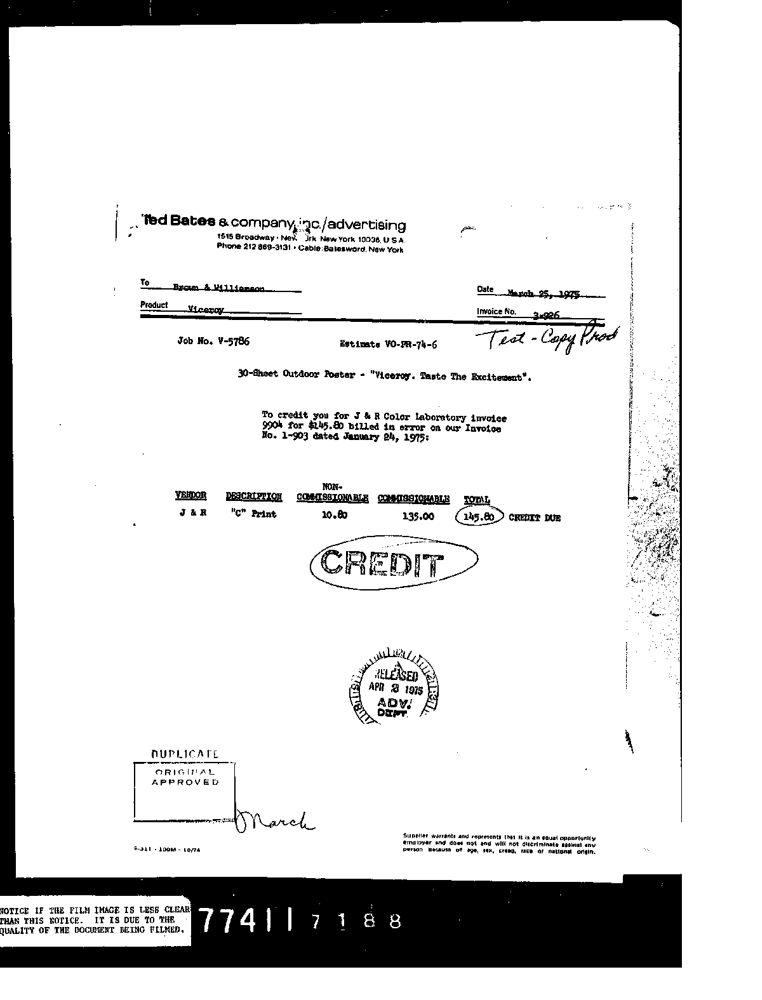 Ted Bates & company, inc./advertising
1515 Broadway · New York New York 10036, U S A
Phone 212 869-3131 · Cable: Batesword, New York
To Brown & Williamson
Date March 25, 1975
Product Viceroy
Invoice No. 3-926
Test - Copy Prod
Job No. V-5786 Estimate VO-PR-74-6
30-Sheet Outdoor Poster - "Viceroy. Taste The Excitement".
To credit you for J & R Color Laboratory invoice
9904 for $145.80 billed in error on our Invoice
No. 1-903 dated January 24, 1975:
NON-
VENDOR DESCRIPTION COMMISSIONABLE COMMISSIONABLE TOTAL
J & R "C" Print 10.80 135.00 145.80 CREDIT DUE
CREDIT
RELEASED
APR 3 1975
ADV.
DEPT.
DUPLICATE
ORIGINAL
APPROVED
March
Supplier warrants and represents that it is an equal opportunity
employer and does not and will not discriminate against any
person because of age, sex, creed, race or national origin.
5-311 - 100M - 10/74
NOTICE IF THE FILM IMAGE IS LESS CLEAR
THAN THIS NOTICE. IT IS DUE TO THE
QUALITY OF THE DOCUMENT BEING FILMED.
77411 7188